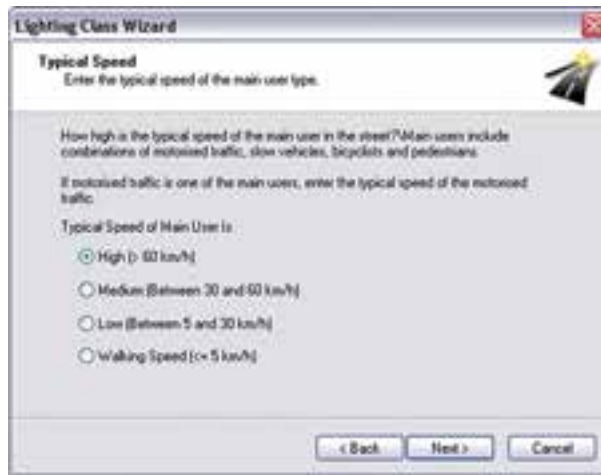 Lighting Class Wizard
Typical Speed
Enter the typical speed of the main user type.
How high is the typical speed of the main user in the street?\Main users include
combinations of motorised traffic, slow vehicles, bicyclists and pedestrians.
If motorised traffic is one of the main users, enter the typical speed of the motorised
traffic.
Typical Speed of Main User is
High (> 60 km/h)
Medium (Between 30 and 60 km/h)
Low (Between 5 and 30 km/h)
Walking Speed (<= 5 km/h)
< Back Next > Cancel